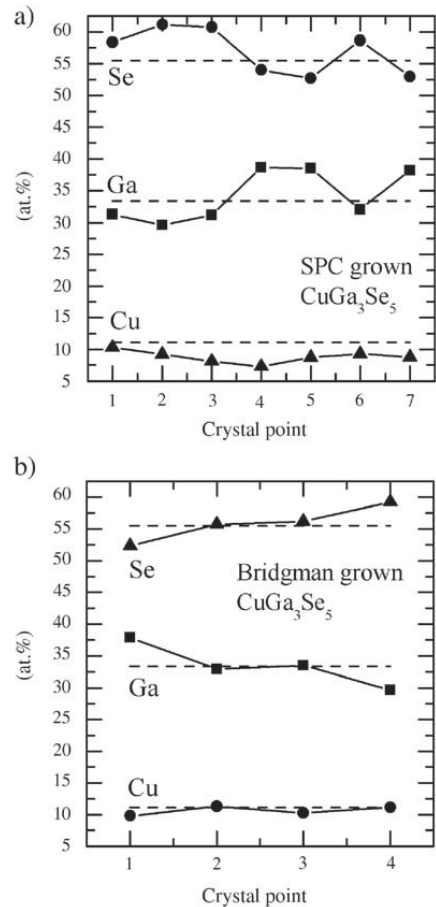 a)
60
55
Se
50
45
40
Ga
35
(at.%)
30
25
SPC grown
20
CuGa₃Se₅
15
Cu
10
5
1 2 3 4 5 6 7
Crystal point
b)
60
55
Se
50
Bridgman grown
45
CuGa₃Se₅
40
35
(at.%)
Ga
30
25
20
15
Cu
10
5
1 2 3 4
Crystal point